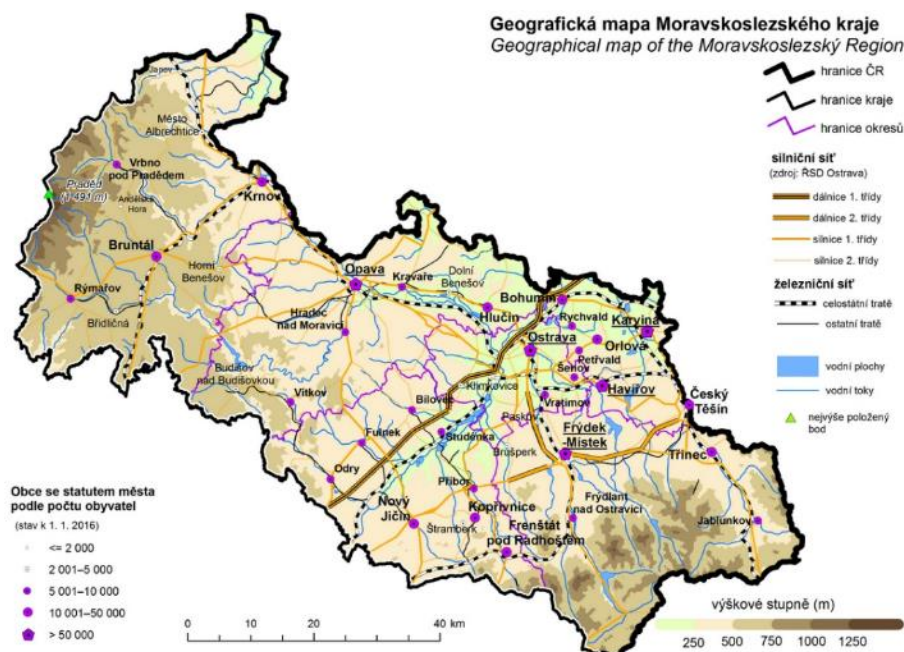 Geografická mapa Moravskoslezského kraje
Geographical map of the Moravskoslezský Region
hranice ČR
hranice kraje
hranice okresů
silniční síť
(zdroj: ŘSD Ostrava)
dálnice 1. třídy
dálnice 2. třídy
silnice 1. třídy
silnice 2. třídy
železniční síť
celostátní tratě
ostatní tratě
vodní plochy
vodní toky
nejvýše položený
bod
Janov
Město
Albrechtice
Vrbno
pod Pradědem
Praděd
(1 491 m)
Andělská
Hora
Krnov
Bruntál
Horní
Benešov
Rýmařov
Břidličná
Opava
Kravaře
Dolní
Benešov
Hlučín
Bohumín
Rychvald
Karviná
Hradec
nad Moravicí
Ostrava
Orlová
Petřvald
Šenov
Havířov
Budišov
nad Budišovkou
Klimkovice
Vratimov
Český
Těšín
Vítkov
Bílovec
Paskov
Studénka
Fulnek
Brušperk
Frýdek
-Místek
Třinec
Odry
Příbor
Nový
Jičín
Kopřivnice
Frýdlant
nad Ostravicí
Štramberk
Frenštát
pod Radhoštěm
Jablunkov
Obce se statutem města
podle počtu obyvatel
(stav k 1. 1. 2016)
<= 2 000
2 001–5 000
5 001–10 000
10 001–50 000
> 50 000
0 10 20 40 km
výškové stupně (m)
250 500 750 1000 1250